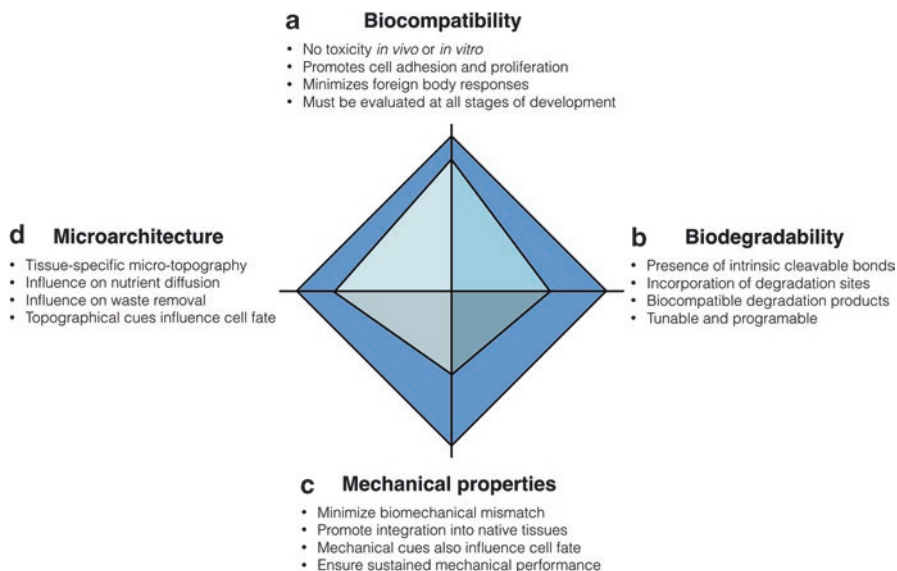 a Biocompatibility
• No toxicity in vivo or in vitro
• Promotes cell adhesion and proliferation
• Minimizes foreign body responses
• Must be evaluated at all stages of development
d Microarchitecture
• Tissue-specific micro-topography
• Influence on nutrient diffusion
• Influence on waste removal
• Topographical cues influence cell fate
b Biodegradability
• Presence of intrinsic cleavable bonds
• Incorporation of degradation sites
• Biocompatible degradation products
• Tunable and programable
c Mechanical properties
• Minimize biomechanical mismatch
• Promote integration into native tissues
• Mechanical cues also influence cell fate
• Ensure sustained mechanical performance